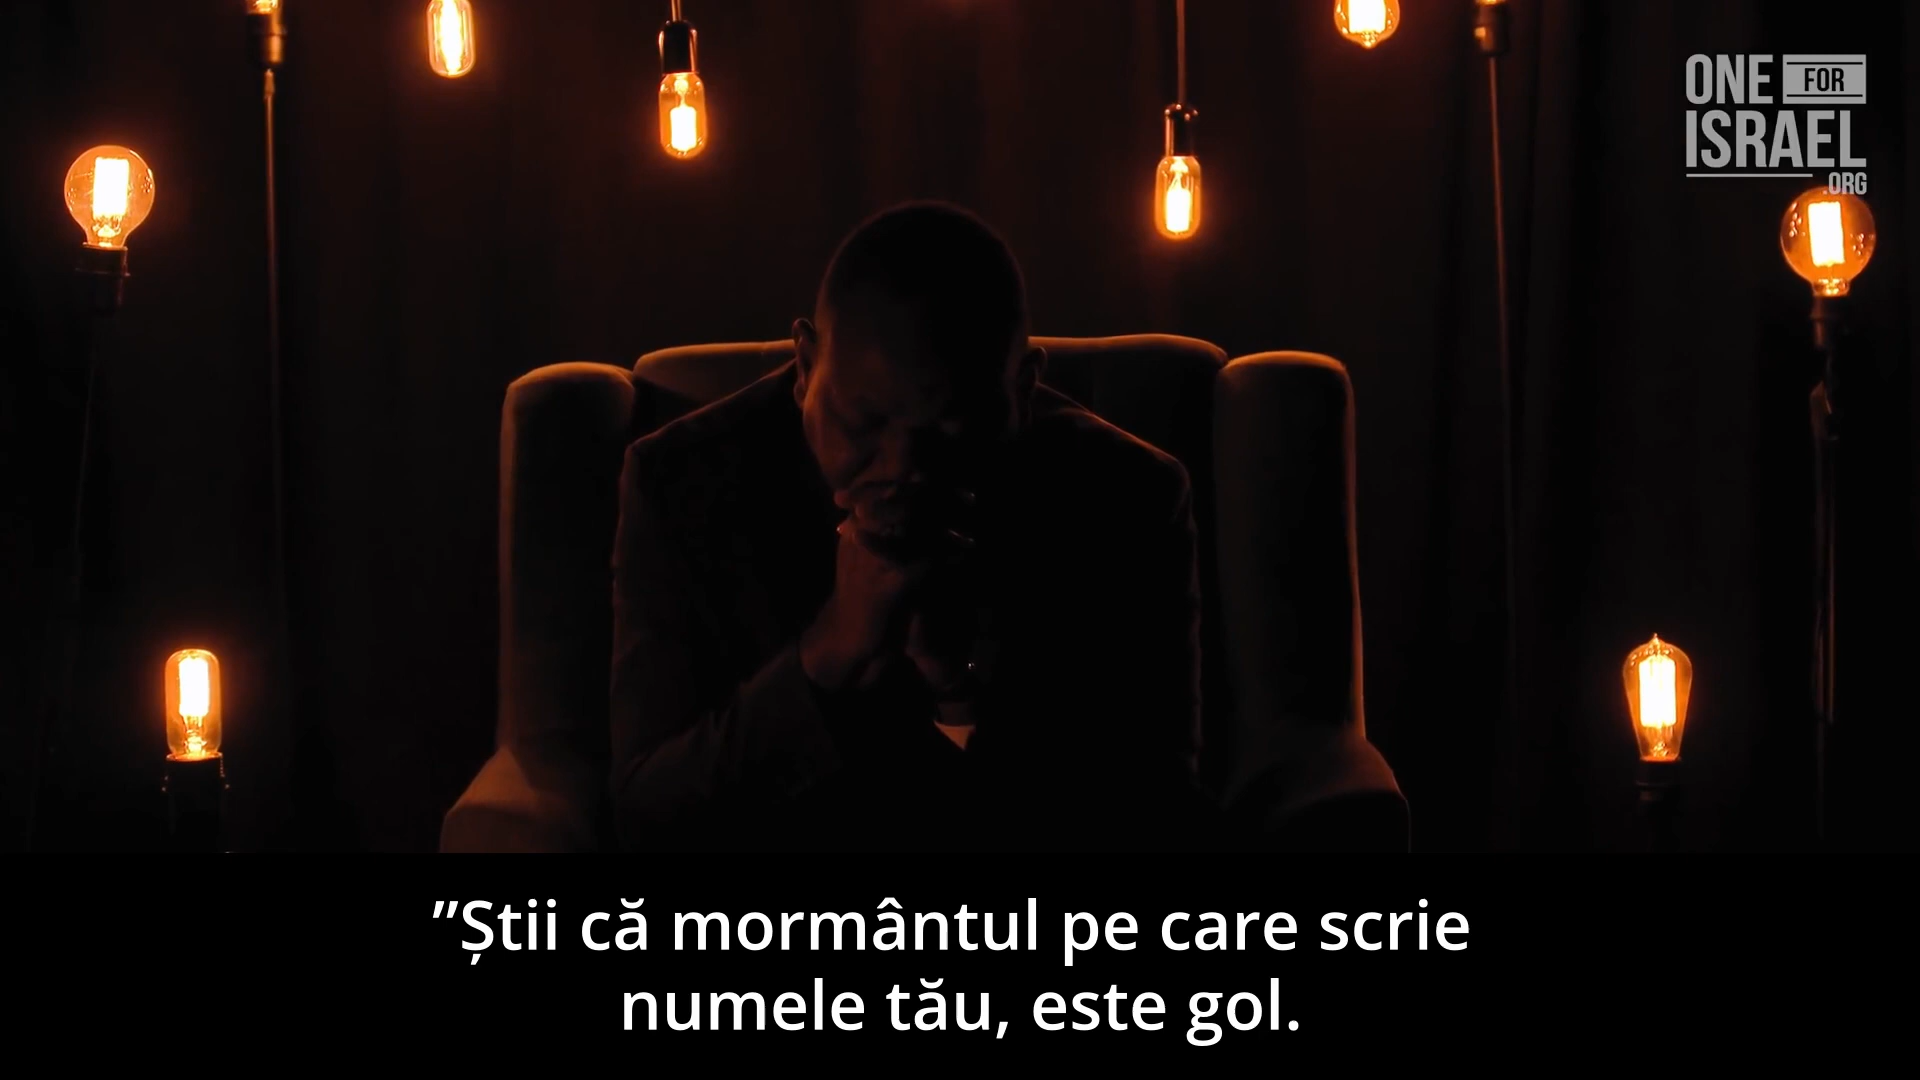 ONE FOR
ISRAEL
.ORG
”Știi că mormântul pe care scrie
numele tău, este gol.